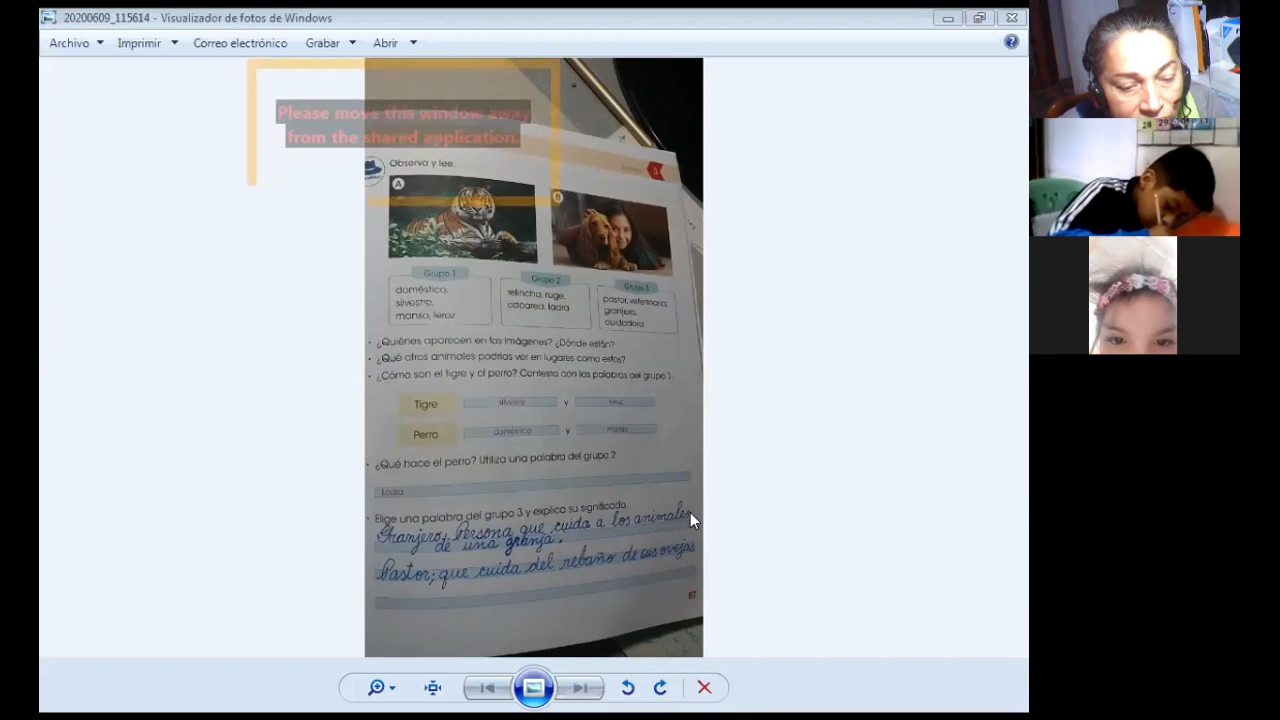 20200609_115614 - Visualizador de fotos de Windows
Archivo Imprimir Correo electrónico Grabar Abrir
28 29
Please move this window away
from the shared application.
Observa y lee.
3
A
B
Grupo 1
doméstico,
silvestre,
manso, feroz
Grupo 2
relincha, ruge,
cacarea, ladra
Grupo 3
pastor, veterinaria,
granjero,
cuidadora
• ¿Quiénes aparecen en las imágenes? ¿Dónde están?
• ¿Qué otros animales podrías ver en lugares como estos?
• ¿Cómo son el tigre y el perro? Contesta con las palabras del grupo 1.
Tigre silvestre y feroz
Perro doméstico y manso
• ¿Qué hace el perro? Utiliza una palabra del grupo 2
Ladra
• Elige una palabra del grupo 3 y explica su significado.
Granjero, Persona que cuida a los animales
de una granja.
Pastor; que cuida del rebaño de sus ovejas
87